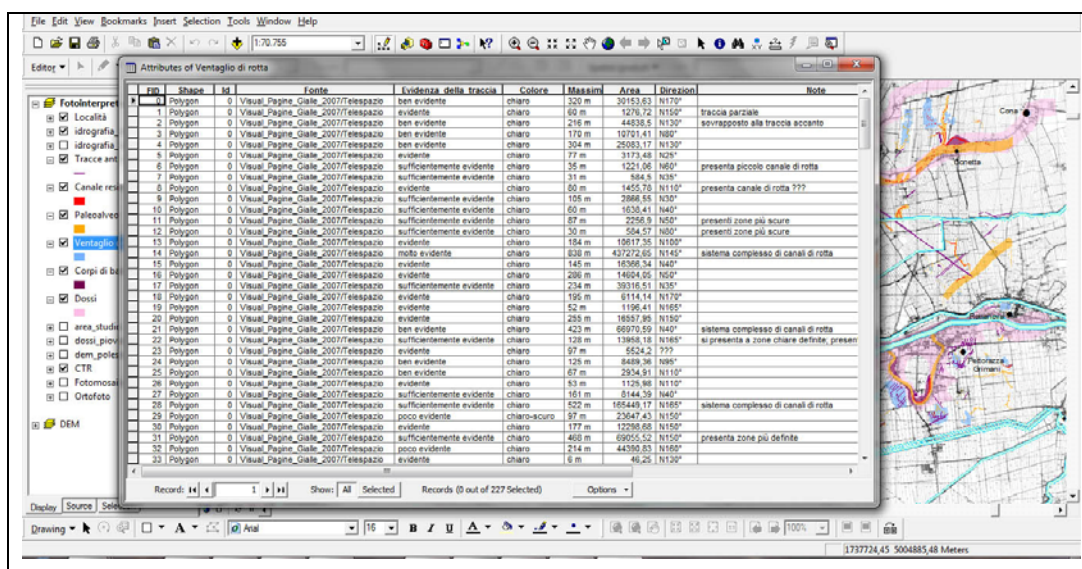 File Edit View Bookmarks Insert Selection Tools Window Help
1:70.755
Editor
Attributes of Ventaglio di rotta
FID Shape Id Fonte Evidenza della traccia Colore Massim Area Direzion Note
0 Polygon 0 Visual_Pagine_Gialle_2007/Telespazio ben evidente chiaro 320 m 30153,63 N170°
1 Polygon 0 Visual_Pagine_Gialle_2007/Telespazio evidente chiaro 60 m 1276,72 N150° traccia parziale
2 Polygon 0 Visual_Pagine_Gialle_2007/Telespazio ben evidente chiaro 216 m 44838,5 N130° sovrapposto alla traccia accanto
3 Polygon 0 Visual_Pagine_Gialle_2007/Telespazio ben evidente chiaro 170 m 10701,41 N80°
4 Polygon 0 Visual_Pagine_Gialle_2007/Telespazio ben evidente chiaro 304 m 25083,17 N130°
5 Polygon 0 Visual_Pagine_Gialle_2007/Telespazio evidente chiaro 77 m 3173,48 N25°
6 Polygon 0 Visual_Pagine_Gialle_2007/Telespazio sufficientemente evidente chiaro 35 m 1221,06 N60° presenta piccolo canale di rotta
7 Polygon 0 Visual_Pagine_Gialle_2007/Telespazio sufficientemente evidente chiaro 31 m 584,5 N35°
8 Polygon 0 Visual_Pagine_Gialle_2007/Telespazio evidente chiaro 80 m 1455,78 N110° presenta canale di rotta ???
9 Polygon 0 Visual_Pagine_Gialle_2007/Telespazio sufficientemente evidente chiaro 105 m 2866,55 N30°
10 Polygon 0 Visual_Pagine_Gialle_2007/Telespazio sufficientemente evidente chiaro 60 m 1638,41 N40°
11 Polygon 0 Visual_Pagine_Gialle_2007/Telespazio sufficientemente evidente chiaro 87 m 2256,9 N50° presenti zone più scure
12 Polygon 0 Visual_Pagine_Gialle_2007/Telespazio sufficientemente evidente chiaro 30 m 584,57 N80° presenti zone più scure
13 Polygon 0 Visual_Pagine_Gialle_2007/Telespazio evidente chiaro 184 m 10617,35 N100°
14 Polygon 0 Visual_Pagine_Gialle_2007/Telespazio molto evidente chiaro 838 m 437272,65 N145° sistema complesso di canali di rotta
15 Polygon 0 Visual_Pagine_Gialle_2007/Telespazio evidente chiaro 145 m 16366,34 N40°
16 Polygon 0 Visual_Pagine_Gialle_2007/Telespazio evidente chiaro 286 m 14604,05 N50°
17 Polygon 0 Visual_Pagine_Gialle_2007/Telespazio sufficientemente evidente chiaro 234 m 39316,51 N35°
18 Polygon 0 Visual_Pagine_Gialle_2007/Telespazio evidente chiaro 195 m 6114,14 N170°
19 Polygon 0 Visual_Pagine_Gialle_2007/Telespazio evidente chiaro 52 m 1196,41 N165°
20 Polygon 0 Visual_Pagine_Gialle_2007/Telespazio evidente chiaro 255 m 16557,95 N150°
21 Polygon 0 Visual_Pagine_Gialle_2007/Telespazio ben evidente chiaro 423 m 66970,59 N40° sistema complesso di canali di rotta
22 Polygon 0 Visual_Pagine_Gialle_2007/Telespazio sufficientemente evidente chiaro 128 m 13958,18 N165° si presenta a zone chiare definite; presen
23 Polygon 0 Visual_Pagine_Gialle_2007/Telespazio evidente chiaro 97 m 5524,2 ???
24 Polygon 0 Visual_Pagine_Gialle_2007/Telespazio ben evidente chiaro 125 m 8489,36 N95°
25 Polygon 0 Visual_Pagine_Gialle_2007/Telespazio ben evidente chiaro 67 m 2934,91 N110°
26 Polygon 0 Visual_Pagine_Gialle_2007/Telespazio evidente chiaro 53 m 1125,98 N110°
27 Polygon 0 Visual_Pagine_Gialle_2007/Telespazio sufficientemente evidente chiaro 161 m 8144,39 N40°
28 Polygon 0 Visual_Pagine_Gialle_2007/Telespazio sufficientemente evidente chiaro 522 m 165449,17 N165° sistema complesso di canali di rotta
29 Polygon 0 Visual_Pagine_Gialle_2007/Telespazio poco evidente chiaro-scuro 97 m 23647,43 N150°
30 Polygon 0 Visual_Pagine_Gialle_2007/Telespazio evidente chiaro 177 m 12298,68 N150°
31 Polygon 0 Visual_Pagine_Gialle_2007/Telespazio sufficientemente evidente chiaro 468 m 69055,52 N150° presenta zone più definite
32 Polygon 0 Visual_Pagine_Gialle_2007/Telespazio poco evidente chiaro 214 m 44390,83 N160°
33 Polygon 0 Visual_Pagine_Gialle_2007/Telespazio evidente chiaro 6 m 46,25 N130°
Record: 1 Show: All Selected Records (0 out of 227 Selected) Options
Fotointerpret
Località
idrografia_
idrografia_
Tracce ant
Canale res
Paleoalveo
Ventaglio
Corpi di ba
Dossi
area_studi
dossi_piov
dem_poles
CTR
Fotomosai
Ortofoto
DEM
Cona
Pettorazza
Grimani
Display Source Sele
Drawing A Arial 16 B I U A 100%
1737724,45 5004885,48 Meters